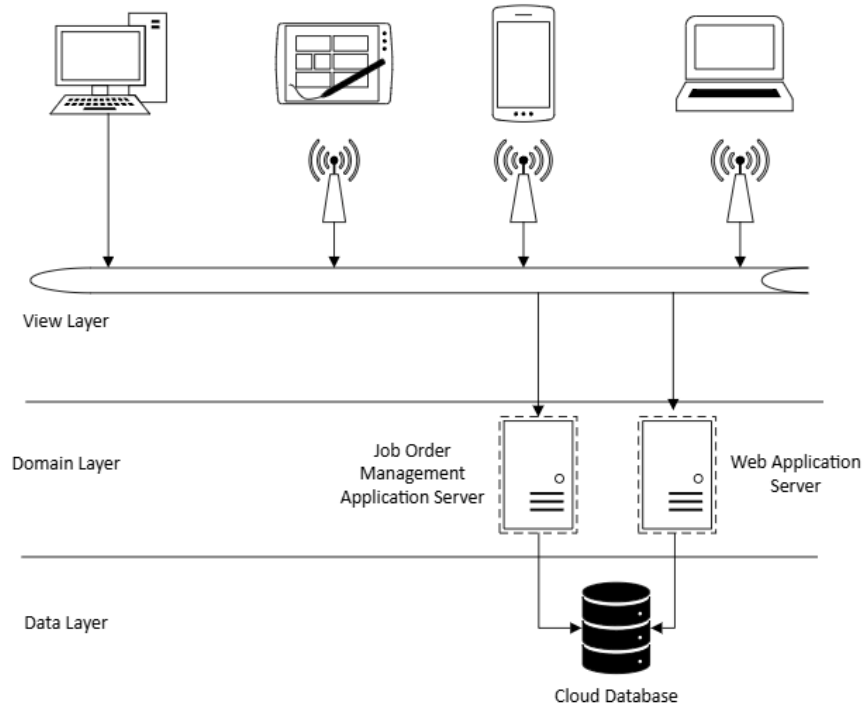 View Layer
Domain Layer
Job Order
Management
Application Server
Web Application
Server
Data Layer
Cloud Database